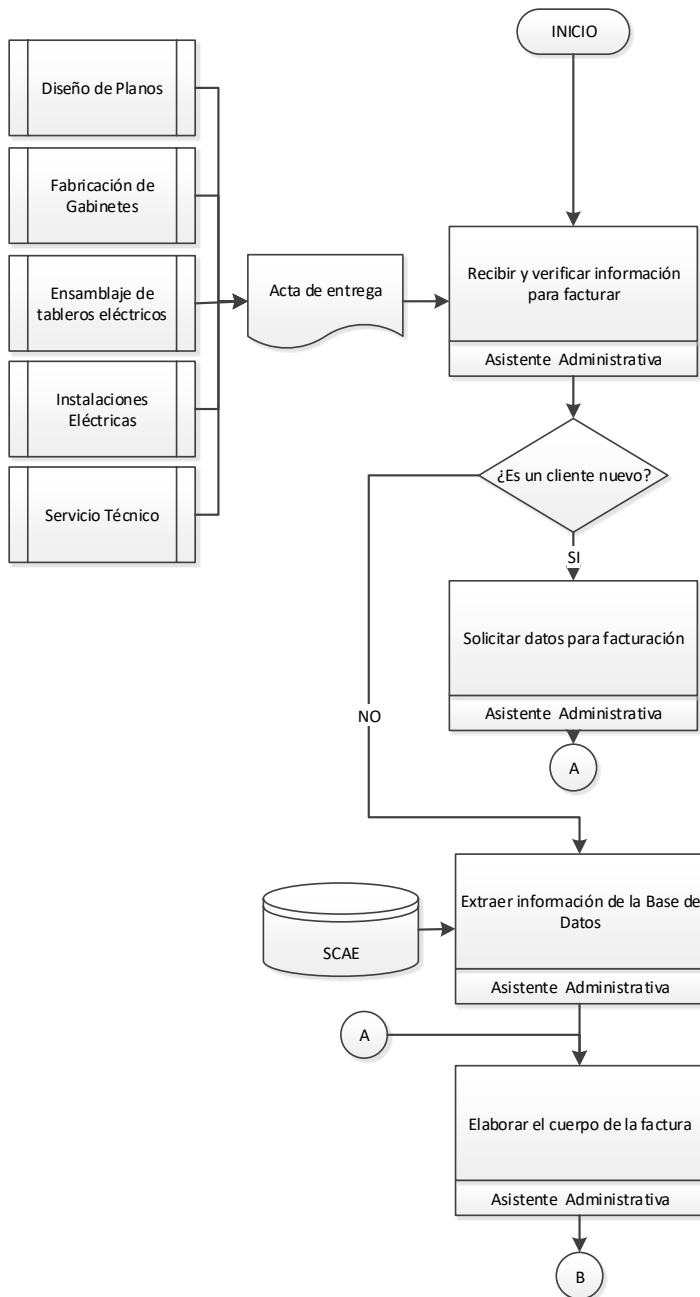 INICIO
Diseño de Planos
Fabricación de
Gabinetes
Ensamblaje de
tableros eléctricos
Instalaciones
Eléctricas
Servicio Técnico
Acta de entrega
Recibir y verificar información
para facturar
Asistente Administrativa
¿Es un cliente nuevo?
SI
Solicitar datos para facturación
Asistente Administrativa
A
NO
Extraer información de la Base de
Datos
Asistente Administrativa
SCAE
A
Elaborar el cuerpo de la factura
Asistente Administrativa
B